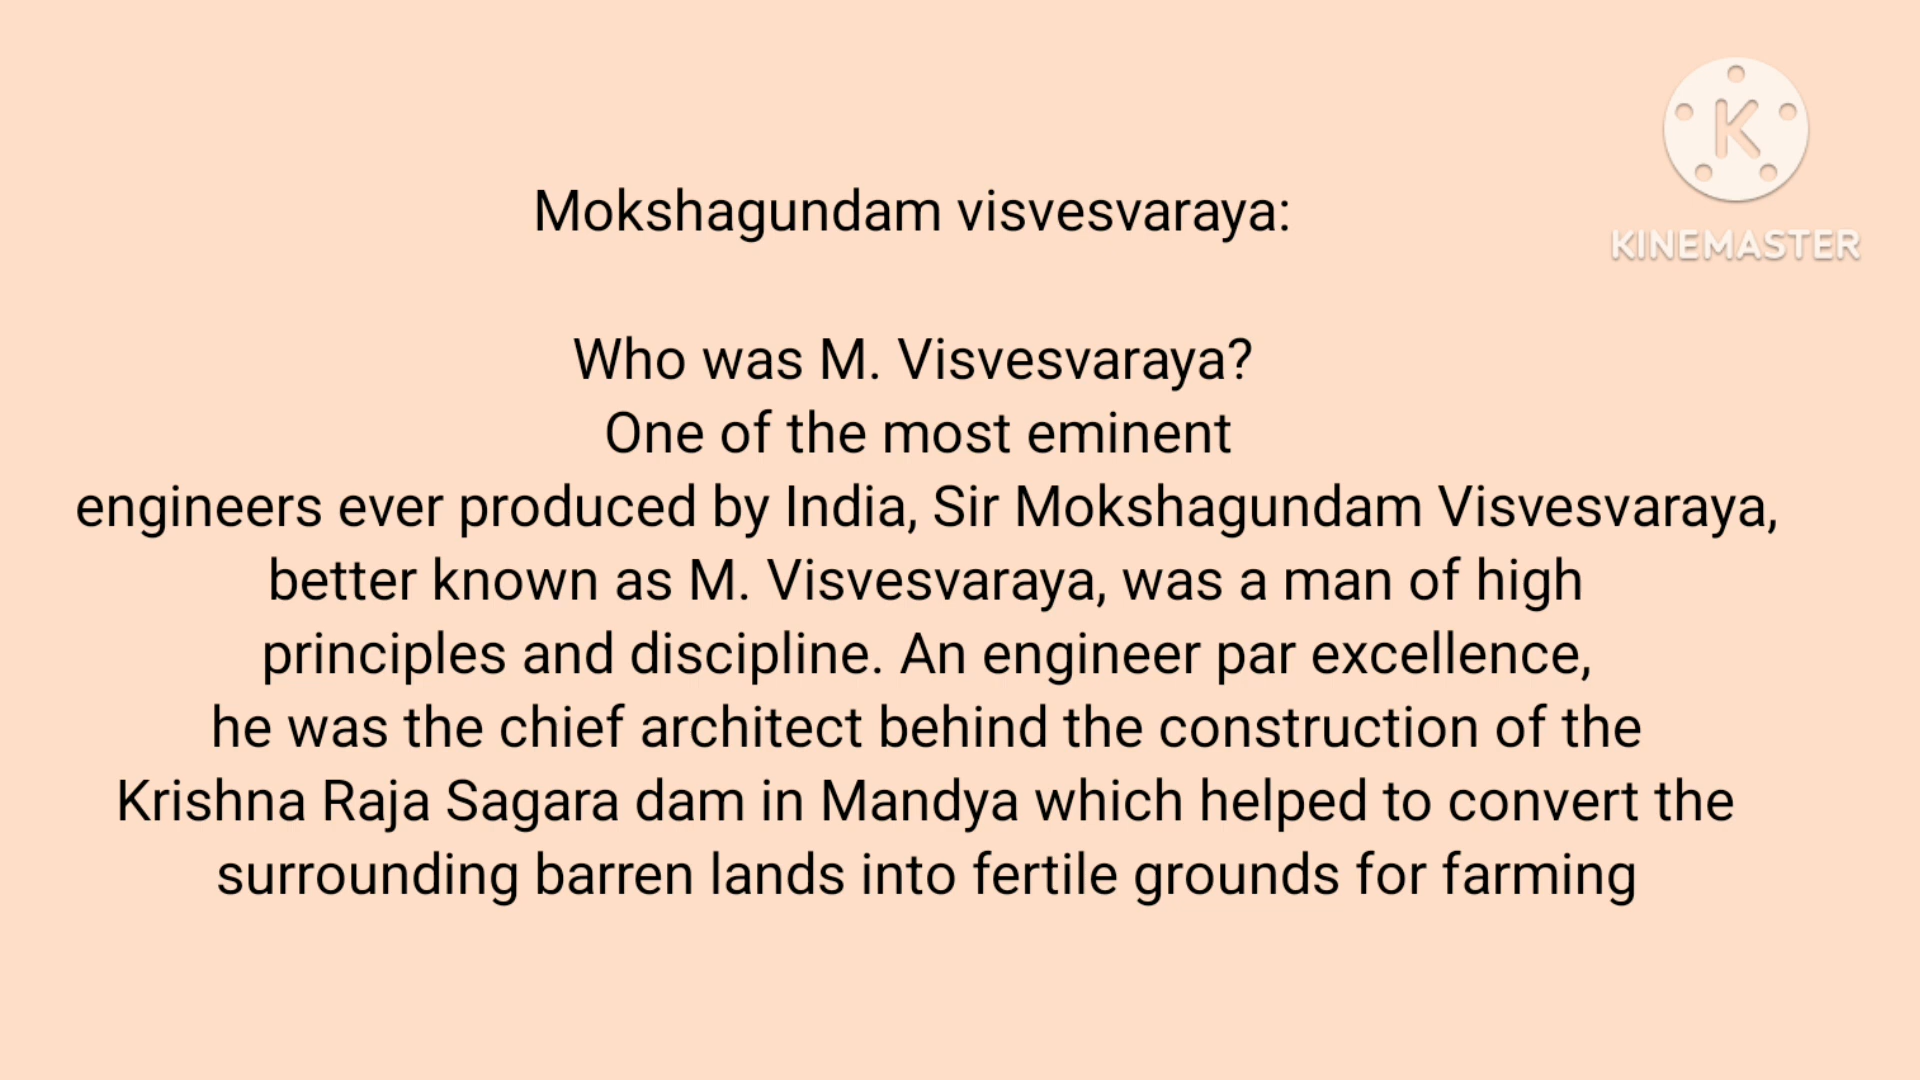 Mokshagundam visvesvaraya:
K
KINEMASTER
Who was M. Visvesvaraya?
One of the most eminent
engineers ever produced by India, Sir Mokshagundam Visvesvaraya,
better known as M. Visvesvaraya, was a man of high
principles and discipline. An engineer par excellence,
he was the chief architect behind the construction of the
Krishna Raja Sagara dam in Mandya which helped to convert the
surrounding barren lands into fertile grounds for farming